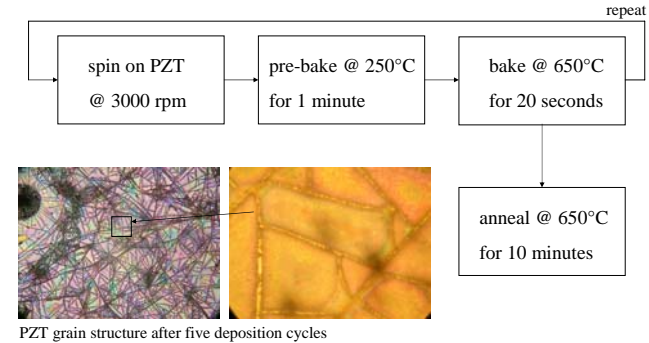 repeat
spin on PZT
@ 3000 rpm
pre-bake @ 250°C
for 1 minute
bake @ 650°C
for 20 seconds
anneal @ 650°C
for 10 minutes
PZT grain structure after five deposition cycles